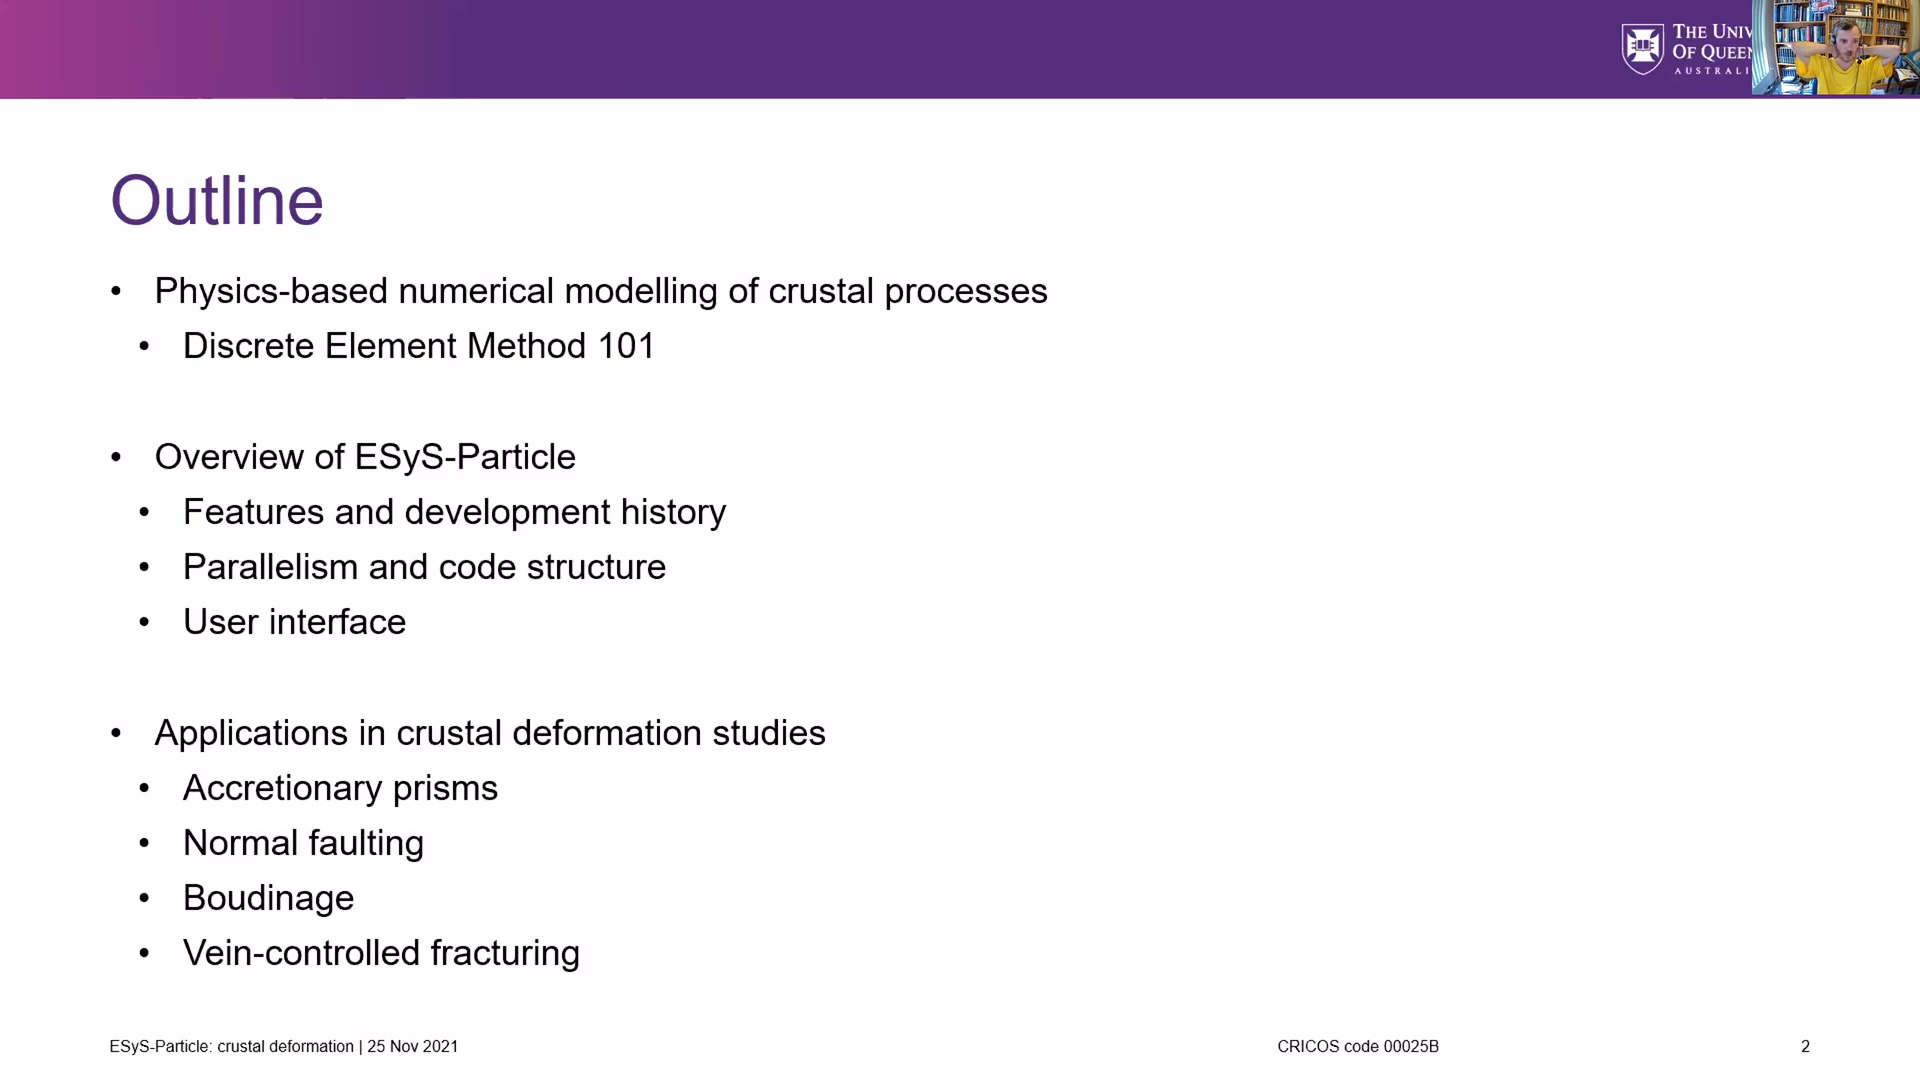 THE UNIV
OF QUEEN
AUSTRALI
Outline
• Physics-based numerical modelling of crustal processes
• Discrete Element Method 101
• Overview of ESyS-Particle
• Features and development history
• Parallelism and code structure
• User interface
• Applications in crustal deformation studies
• Accretionary prisms
• Normal faulting
• Boudinage
• Vein-controlled fracturing
ESyS-Particle: crustal deformation | 25 Nov 2021
CRICOS code 00025B
2